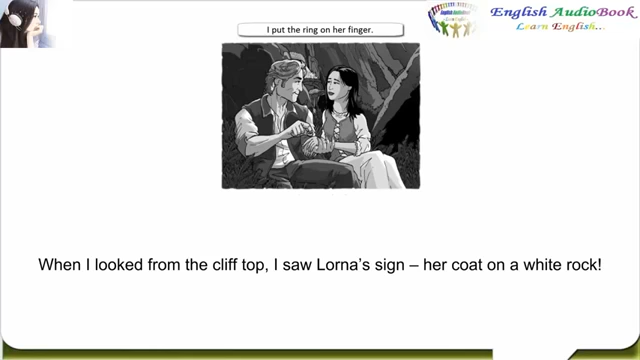 I put the ring on her finger.
English AudioBook
Learn English...
When I looked from the cliff top, I saw Lorna’s sign – her coat on a white rock!